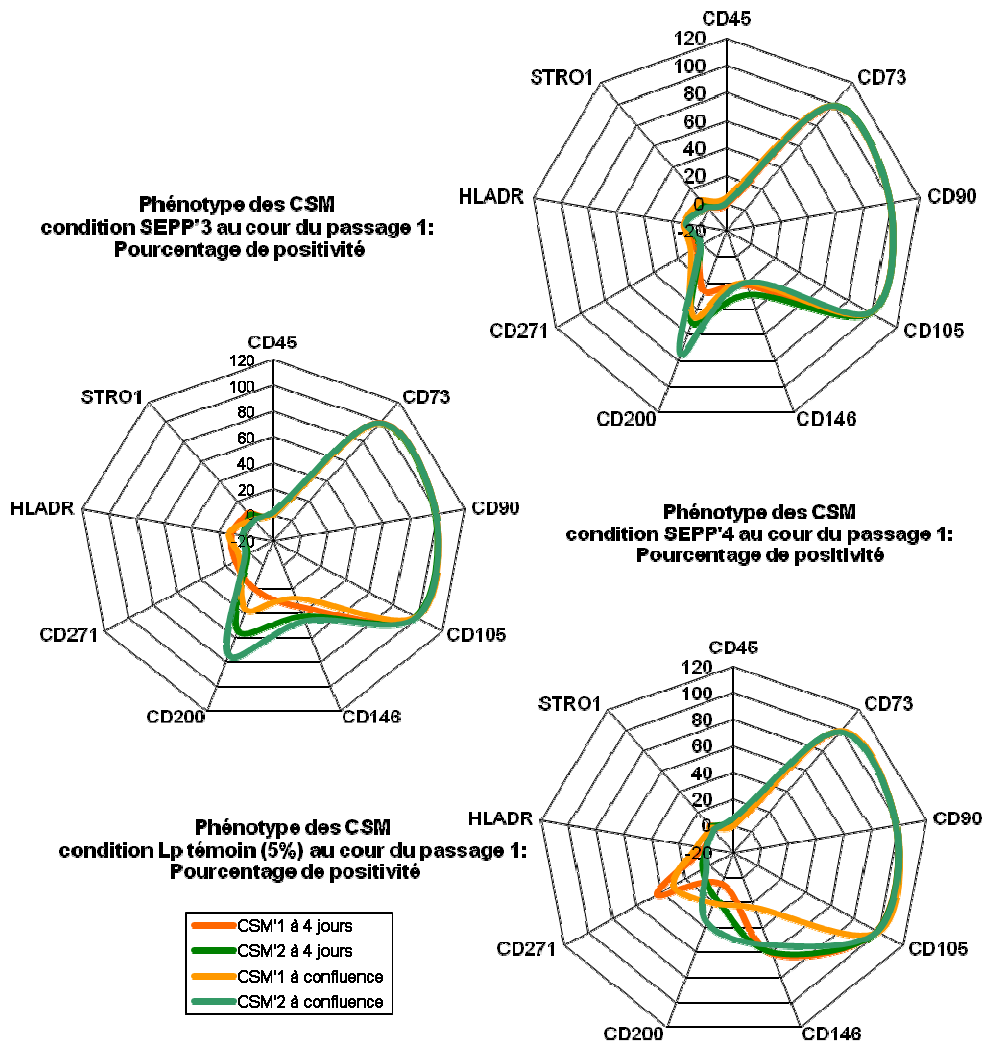 CD45
120
100
80
60
40
20
0
-20
CD73
CD90
CD105
CD146
CD200
CD271
HLADR
STRO1
Phénotype des CSM
condition SEPP'3 au cour du passage 1:
Pourcentage de positivité
CD45
120
100
80
60
40
20
0
-20
CD73
CD90
CD105
CD146
CD200
CD271
HLADR
STRO1
Phénotype des CSM
condition SEPP'4 au cour du passage 1:
Pourcentage de positivité
CD45
120
100
80
60
40
20
0
-20
CD73
CD90
CD105
CD146
CD200
CD271
HLADR
STRO1
Phénotype des CSM
condition Lp témoin (5%) au cour du passage 1:
Pourcentage de positivité
CSM'1 à 4 jours
CSM'2 à 4 jours
CSM'1 à confluence
CSM'2 à confluence